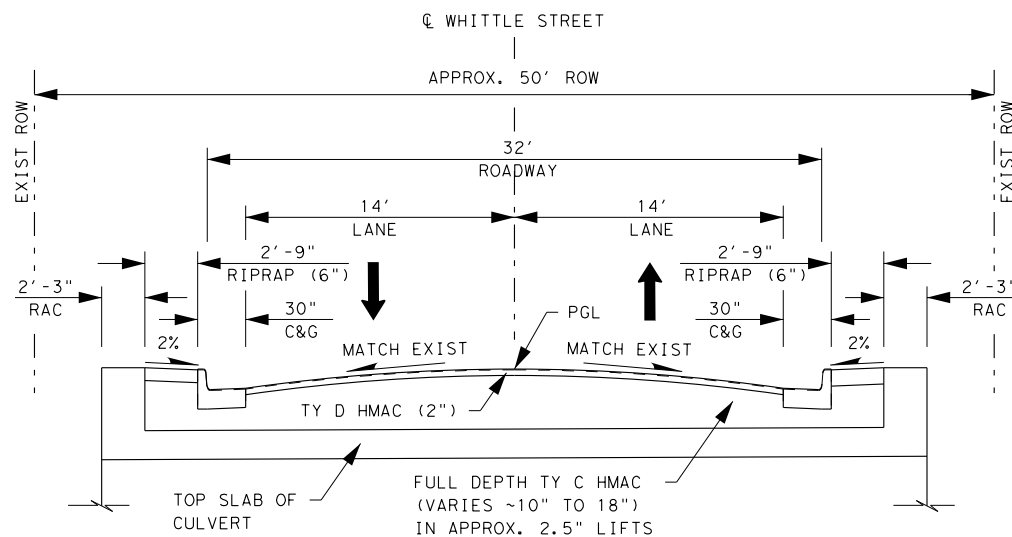 ℄ WHITTLE STREET
APPROX. 50' ROW
EXIST ROW
EXIST ROW
32'
ROADWAY
14'
LANE
14'
LANE
2'-9"
RIPRAP (6")
2'-9"
RIPRAP (6")
2'-3"
RAC
2'-3"
RAC
30"
C&G
30"
C&G
PGL
2%
MATCH EXIST
MATCH EXIST
2%
TY D HMAC (2")
TOP SLAB OF
CULVERT
FULL DEPTH TY C HMAC
(VARIES ~10" TO 18")
IN APPROX. 2.5" LIFTS